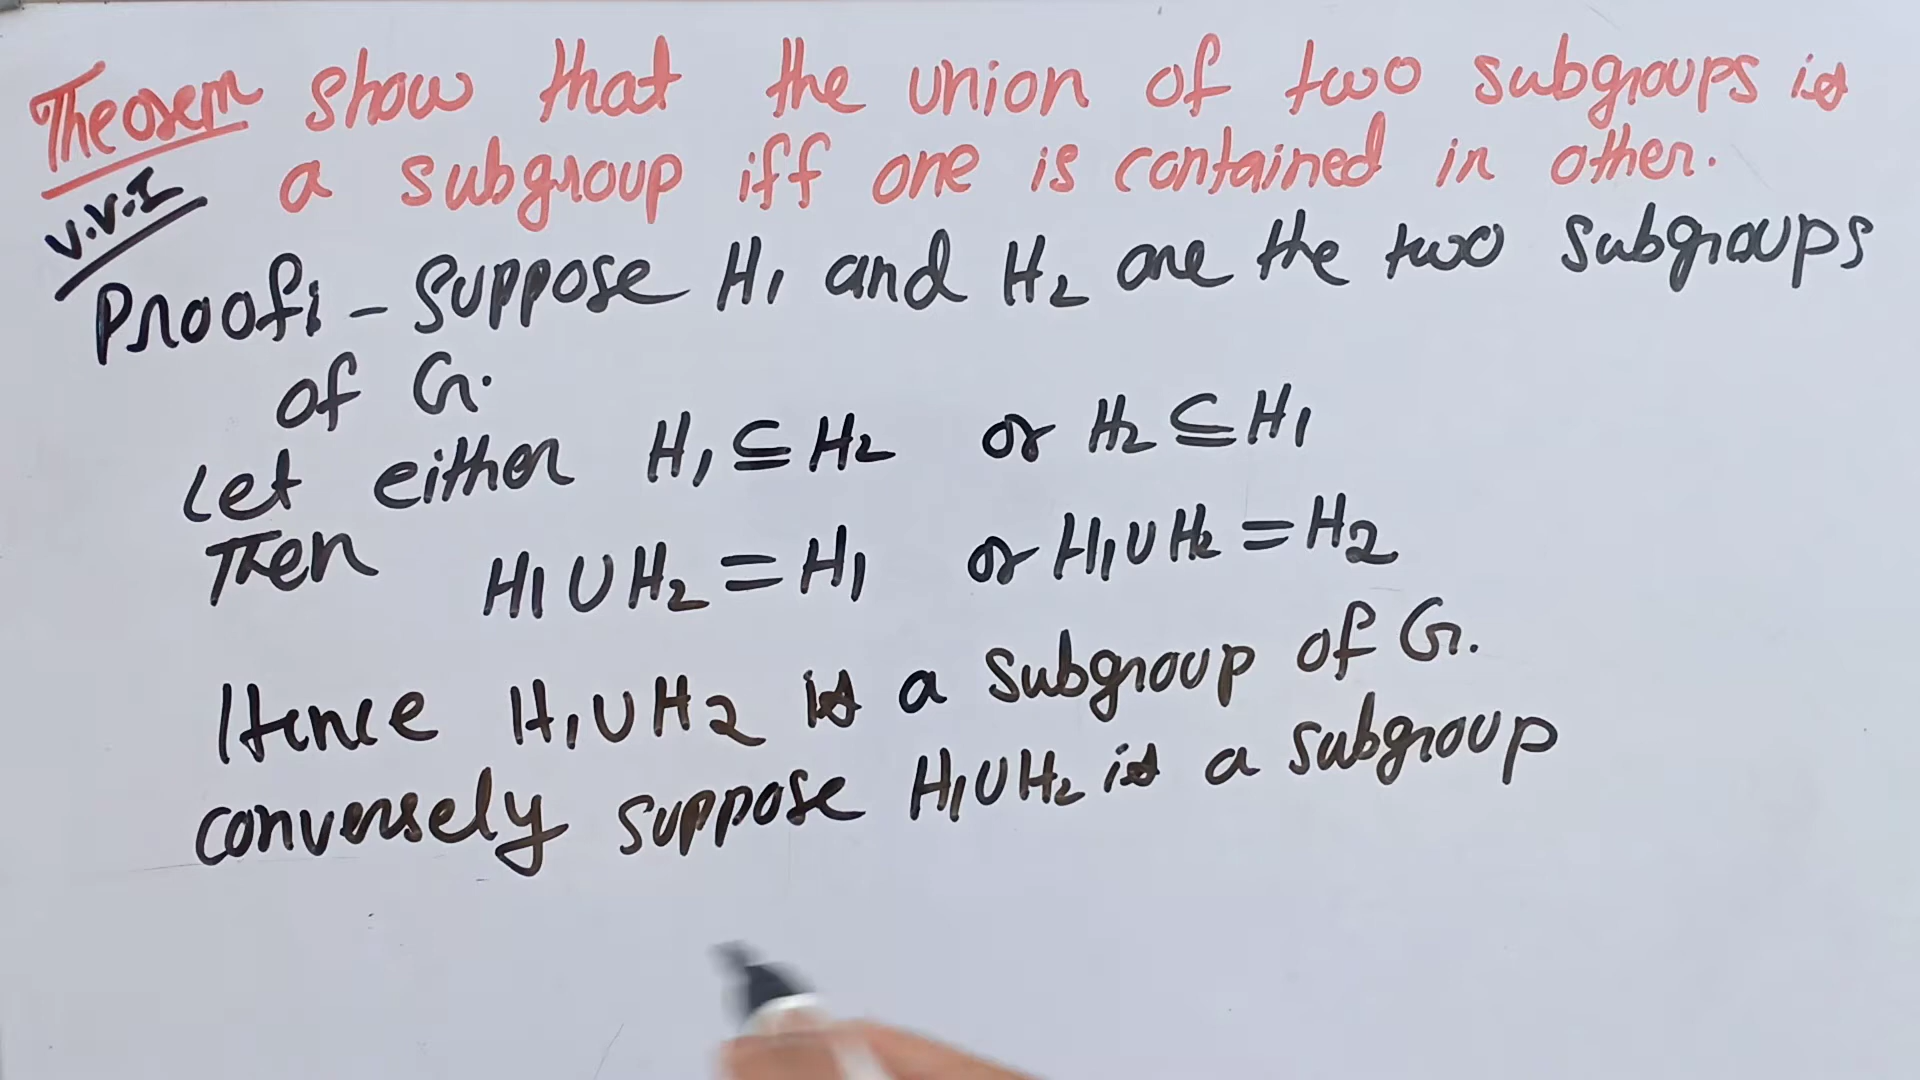 Theorem show that the union of two subgroups is
a subgroup iff one is contained in other.
V.V.I
Proof:- Suppose H₁ and H₂ are the two subgroups
of G.
Let either H₁ ⊆ H₂ or H₂ ⊆ H₁
Then H₁ ∪ H₂ = H₁ or H₁ ∪ H₂ = H₂
Hence H₁ ∪ H₂ is a subgroup of G.
conversely suppose H₁ ∪ H₂ is a subgroup